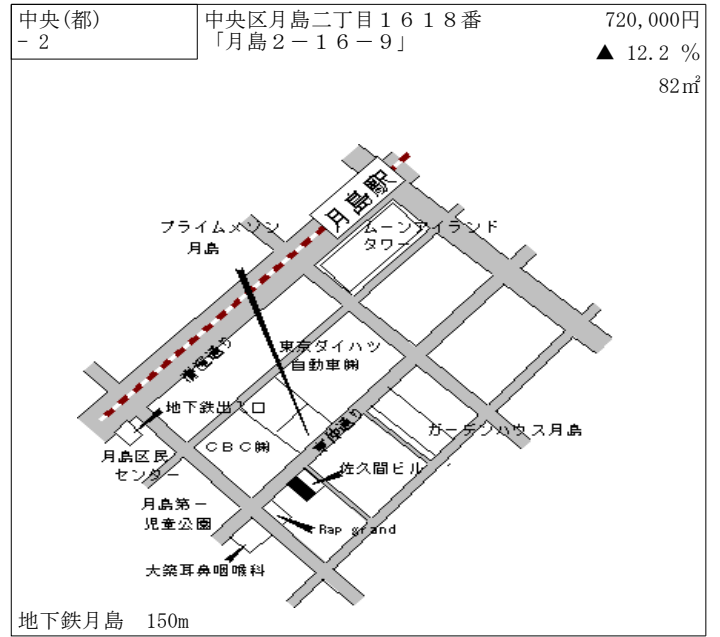 中央(都)
- 2
中央区月島二丁目１６１８番
「月島２－１６－９」
720,000円
▲ 12.2 %
82㎡
月島駅
プライムメゾン
月島
ムーンアイランド
タワー
清澄通り
東京ダイハツ
自動車㈱
地下鉄出入口
東仲通り
ガーデンハウス月島
月島区民
センター
ＣＢＣ㈱
佐久間ビル
月島第一
児童公園
Rap grand
大築耳鼻咽喉科
地下鉄月島　150m